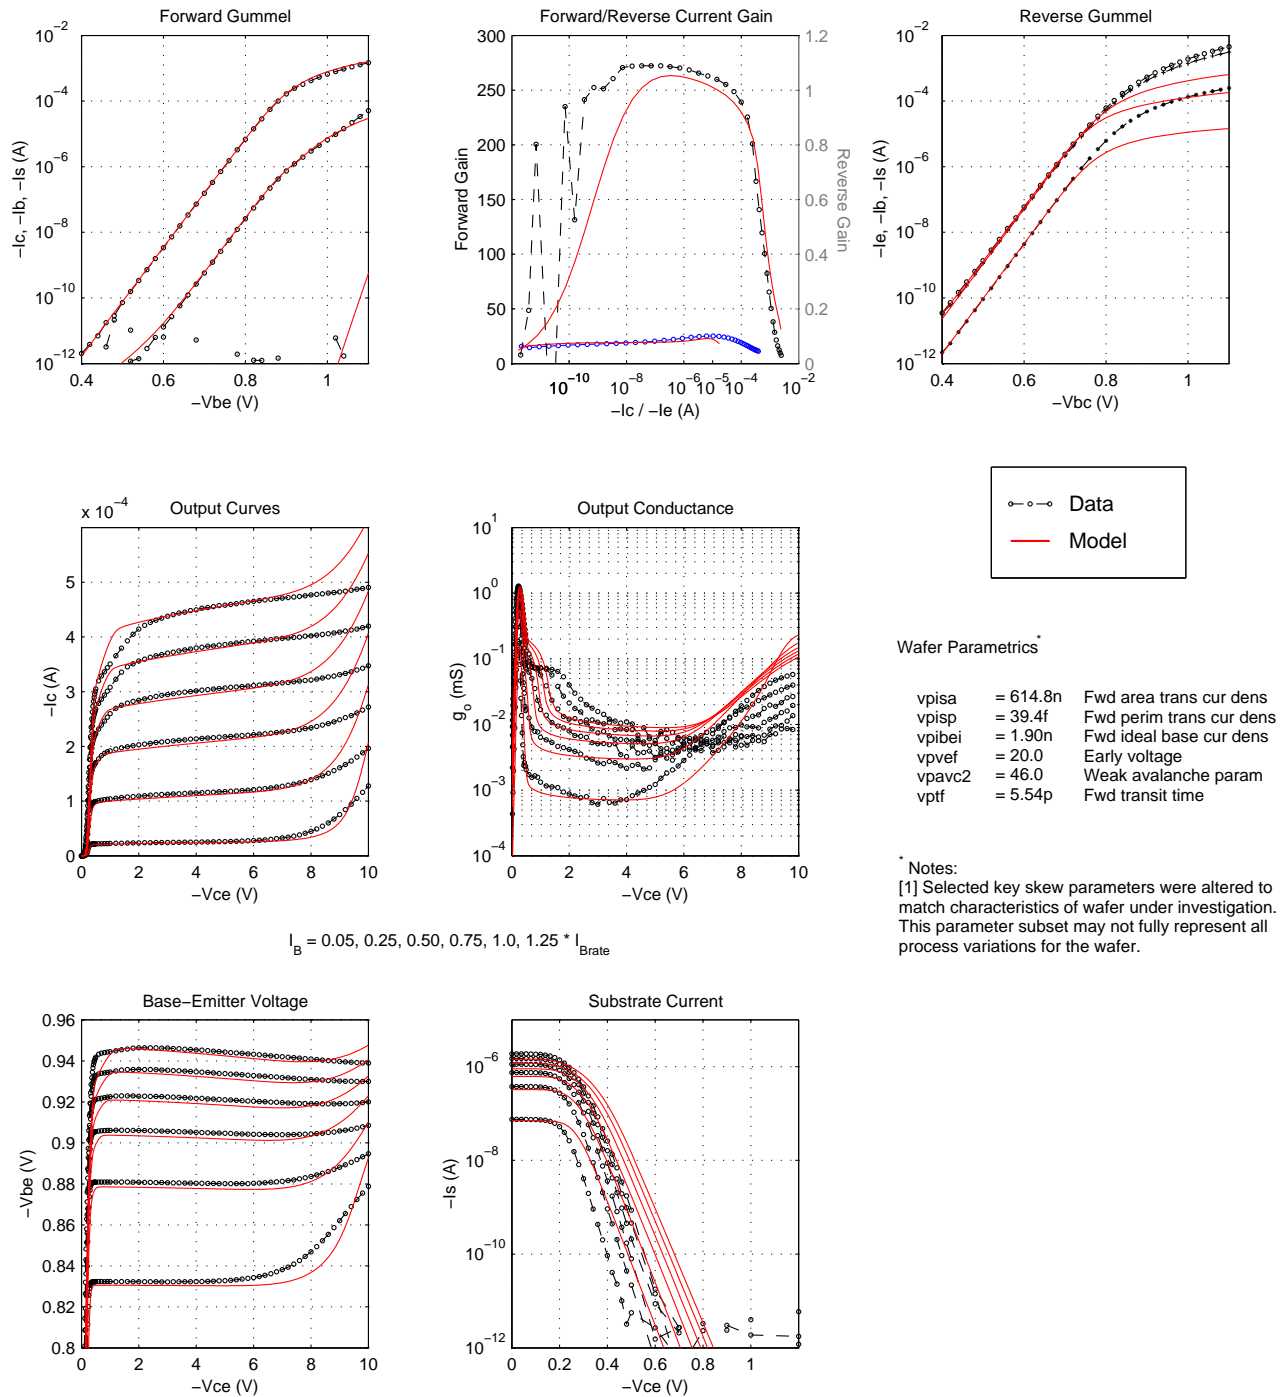 Forward Gummel
10^-2
10^-4
10^-6
10^-8
10^-10
10^-12
-Ic, -Ib, -Is (A)
0.4 0.6 0.8 1
-Vbe (V)
Forward/Reverse Current Gain
300
250
200
150
100
50
0
Forward Gain
1.2
1
0.8
0.6
0.4
0.2
0
Reverse Gain
10^-10 10^-8 10^-6 10^-5 10^-4 10^-2
-Ic / -Ie (A)
Reverse Gummel
10^-2
10^-4
10^-6
10^-8
10^-10
10^-12
-Ie, -Ib, -Is (A)
0.4 0.6 0.8 1
-Vbc (V)
x 10^-4
Output Curves
5
4
3
2
1
0
-Ic (A)
0 2 4 6 8 10
-Vce (V)
Output Conductance
10^1
10^0
10^-1
10^-2
10^-3
10^-4
g_o (mS)
0 2 4 6 8 10
-Vce (V)
Data
Model
Wafer Parametrics*
vpisa = 614.8n Fwd area trans cur dens
vpisp = 39.4f Fwd perim trans cur dens
vpibei = 1.90n Fwd ideal base cur dens
vpvef = 20.0 Early voltage
vpavc2 = 46.0 Weak avalanche param
vptf = 5.54p Fwd transit time
* Notes:
[1] Selected key skew parameters were altered to
match characteristics of wafer under investigation.
This parameter subset may not fully represent all
process variations for the wafer.
I_B = 0.05, 0.25, 0.50, 0.75, 1.0, 1.25 * I_Brate
Base-Emitter Voltage
0.96
0.94
0.92
0.9
0.88
0.86
0.84
0.82
0.8
-Vbe (V)
0 2 4 6 8 10
-Vce (V)
Substrate Current
10^-6
10^-8
10^-10
10^-12
-Is (A)
0 0.2 0.4 0.6 0.8 1 1.2
-Vce (V)